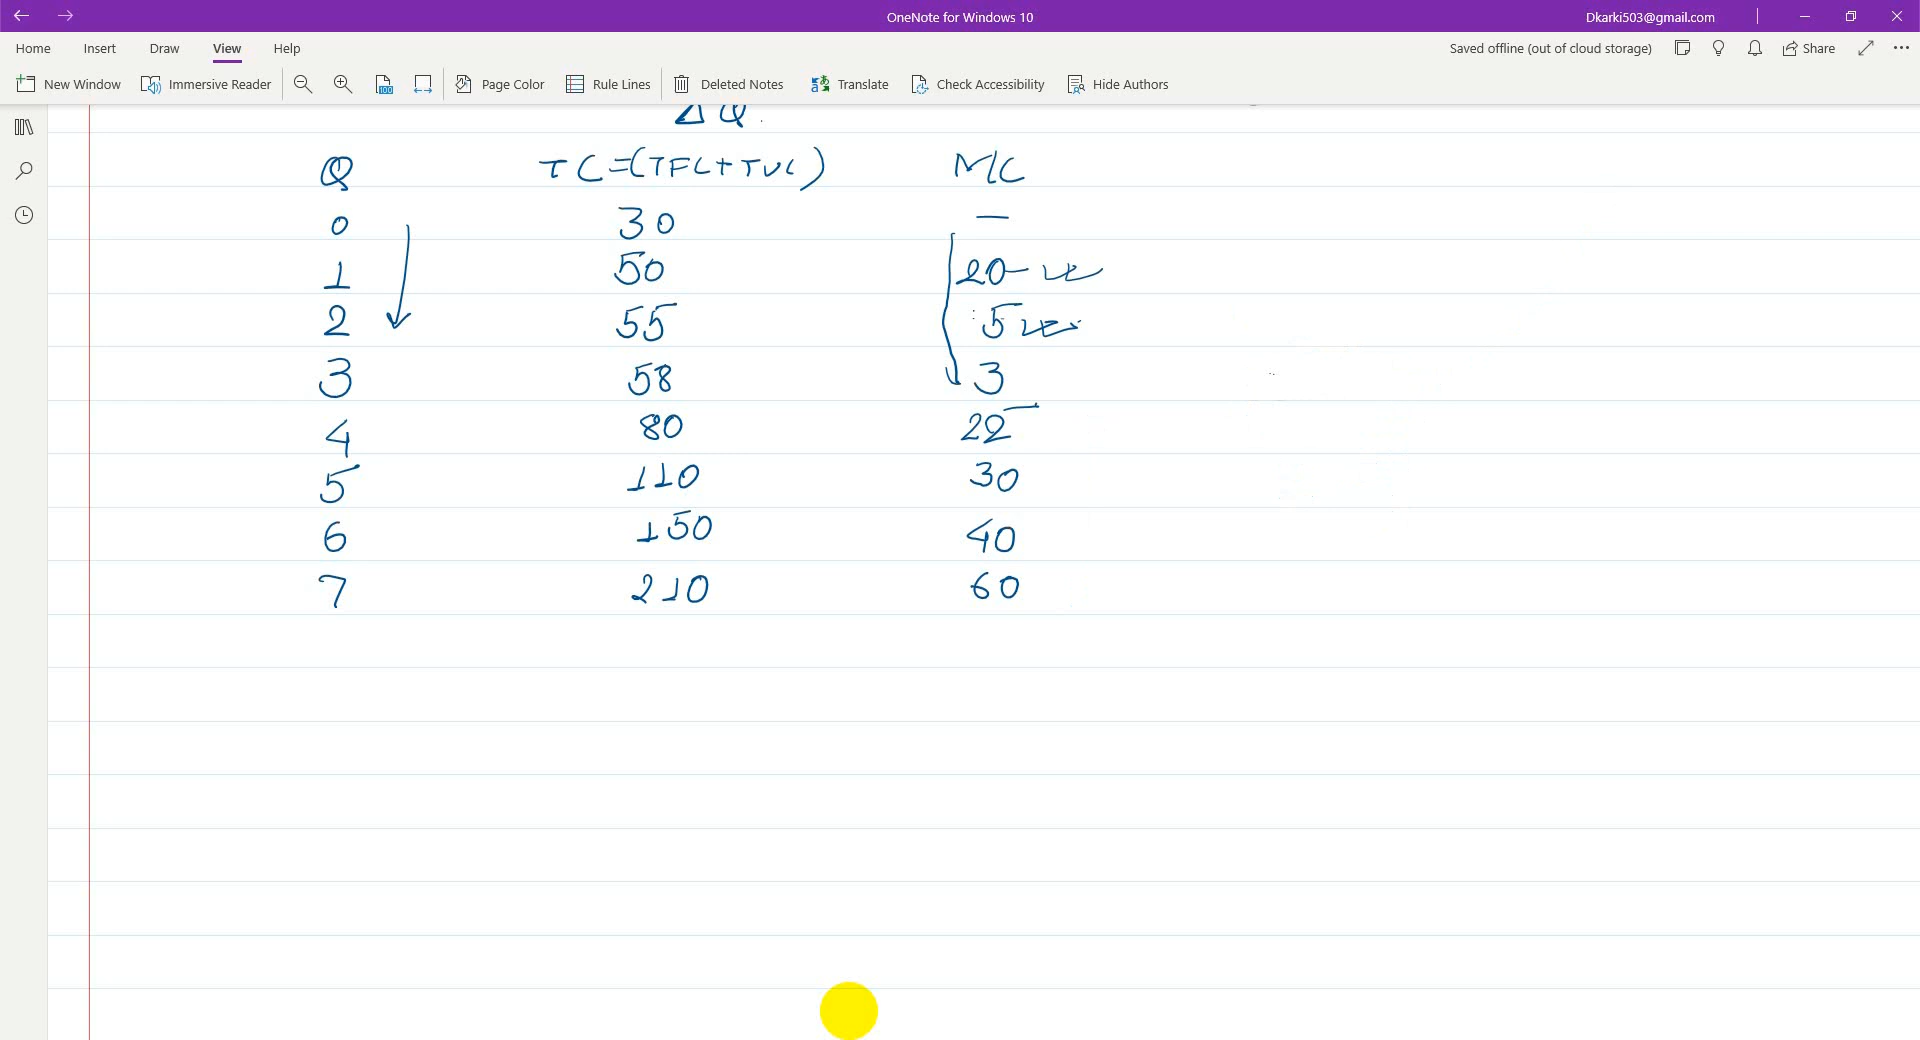 OneNote for Windows 10
Dkarki503@gmail.com
Home Insert Draw View Help
Saved offline (out of cloud storage) Share
New Window Immersive Reader 100 Page Color Rule Lines Deleted Notes Translate Check Accessibility Hide Authors
ΔQ.
Q TC=(TFC+TVC) MC
0 30 —
1 50 20
2 55 5
3 58 3
4 80 22
5 110 30
6 150 40
7 210 60